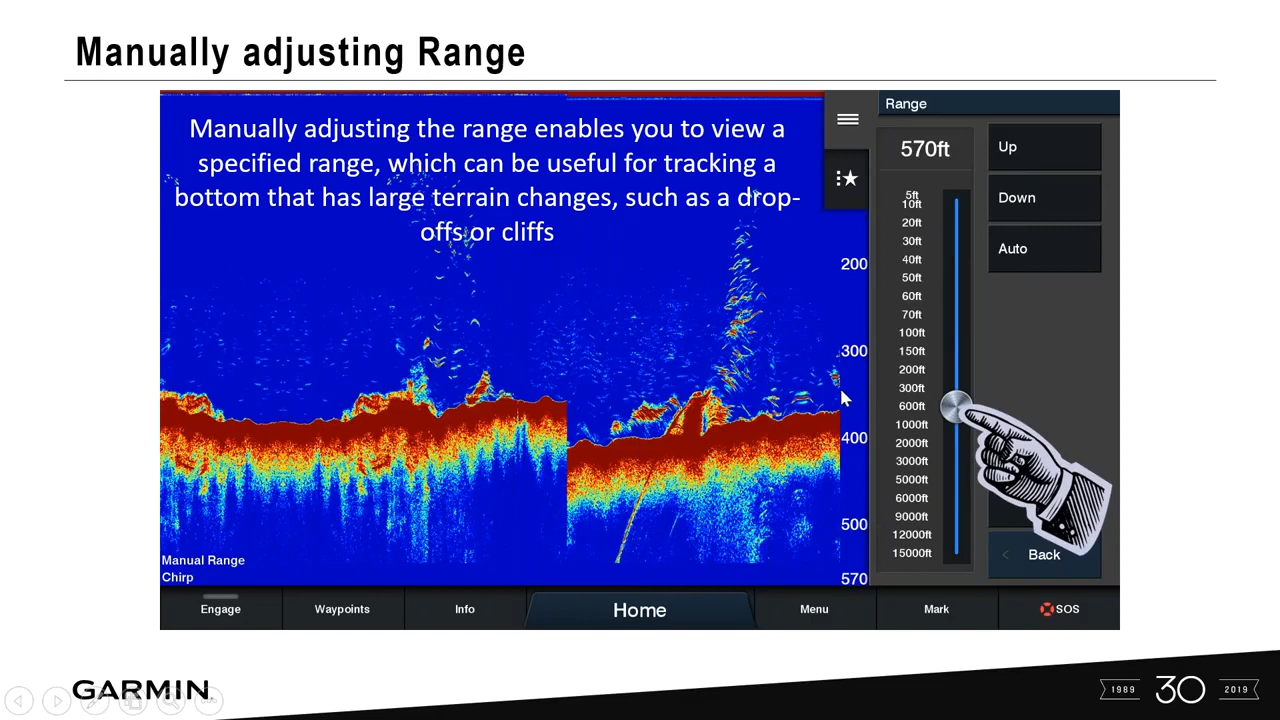 Manually adjusting Range
Manually adjusting the range enables you to view a
specified range, which can be useful for tracking a
bottom that has large terrain changes, such as a drop-
offs or cliffs
200
300
400
500
570
Manual Range
Chirp
Range
570ft
5ft
10ft
20ft
30ft
40ft
50ft
60ft
70ft
100ft
150ft
200ft
300ft
600ft
1000ft
2000ft
3000ft
5000ft
6000ft
9000ft
12000ft
15000ft
Up
Down
Auto
Back
Engage
Waypoints
Info
Home
Menu
Mark
SOS
GARMIN.
1989
30
2019